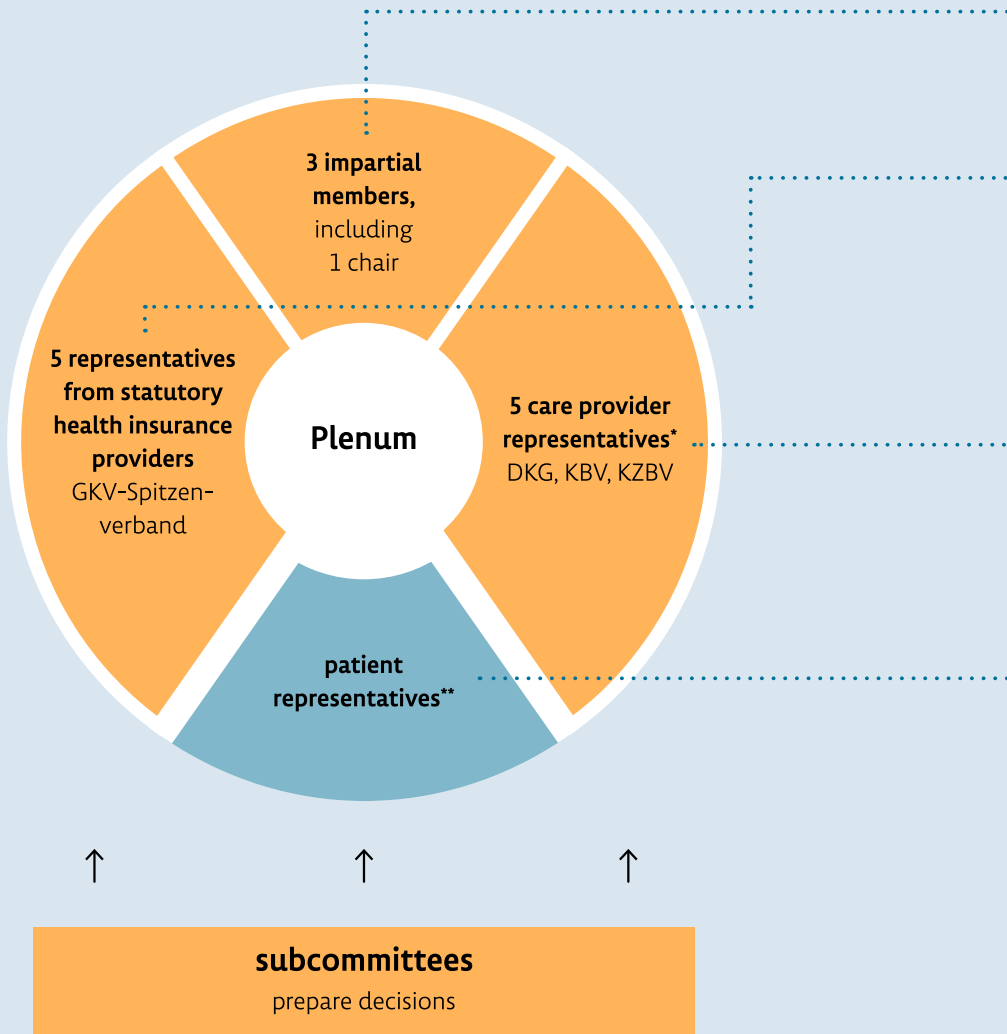 3 impartial
members,
including
1 chair
5 representatives
from statutory
health insurance
providers
GKV-Spitzen-
verband
Plenum
5 care provider
representatives*
DKG, KBV, KZBV
patient
representatives**
subcommittees
prepare decisions